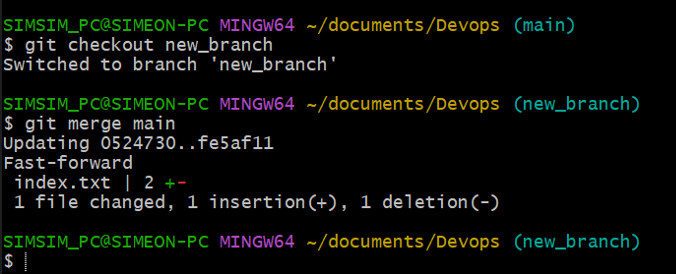 SIMSIM_PC@SIMEON-PC MINGW64 ~/documents/Devops (main)
$ git checkout new_branch
Switched to branch 'new_branch'
SIMSIM_PC@SIMEON-PC MINGW64 ~/documents/Devops (new_branch)
$ git merge main
Updating 0524730..fe5af11
Fast-forward
 index.txt | 2 +-
 1 file changed, 1 insertion(+), 1 deletion(-)
SIMSIM_PC@SIMEON-PC MINGW64 ~/documents/Devops (new_branch)
$